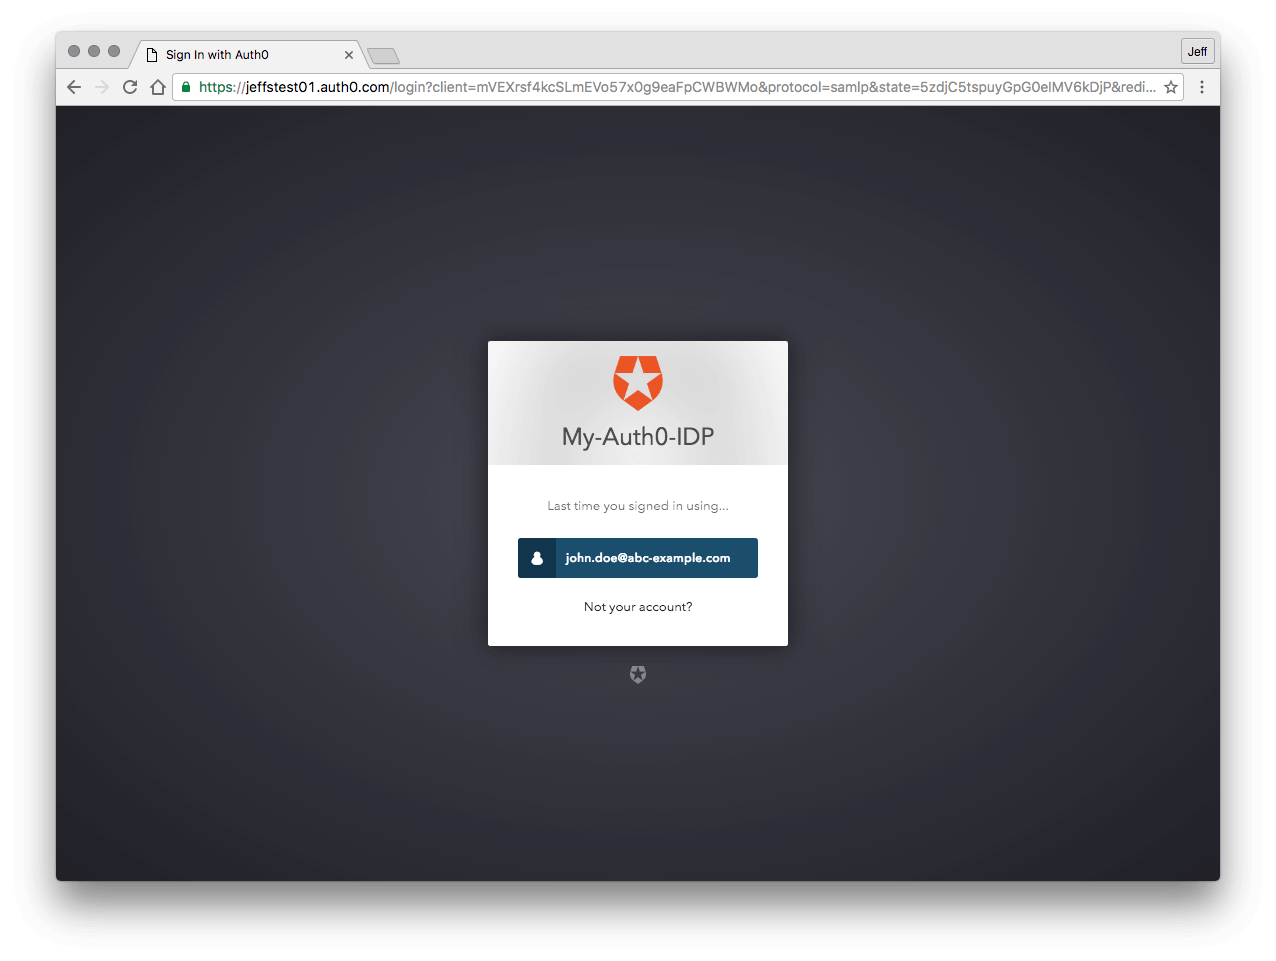 Sign In with Auth0
Jeff
https://jeffstest01.auth0.com/login?client=mVEXrsf4kcSLmEVo57x0g9eaFpCWBWMo&protocol=samlp&state=5zdjC5tspuyGpG0eIMV6kDjP&redi...
My-Auth0-IDP
Last time you signed in using...
john.doe@abc-example.com
Not your account?